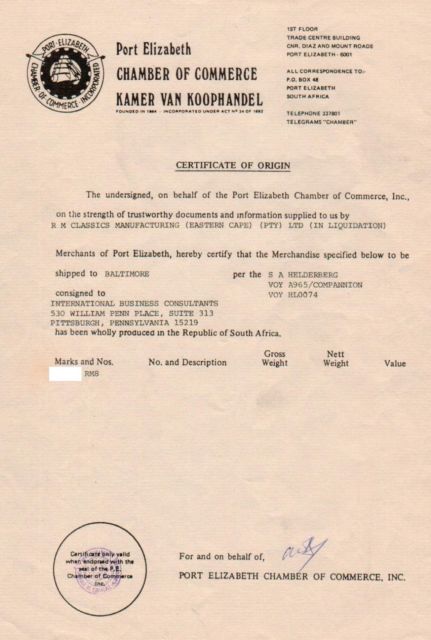 PORT ELIZABETH
CHAMBER OF COMMERCE INCORPORATED
Port Elizabeth
CHAMBER OF COMMERCE
KAMER VAN KOOPHANDEL
FOUNDED IN 1864 - INCORPORATED UNDER ACT Nº 24 OF 1892
1ST FLOOR
TRADE CENTRE BUILDING
CNR. DIAZ AND MOUNT ROADS
PORT ELIZABETH - 6001
ALL CORRESPONDENCE TO:-
P.O. BOX 48
PORT ELIZABETH
SOUTH AFRICA
TELEPHONE 337801
TELEGRAMS "CHAMBER"
CERTIFICATE OF ORIGIN
The undersigned, on behalf of the Port Elizabeth Chamber of Commerce, Inc.,
on the strength of trustworthy documents and information supplied to us by
R M CLASSICS MANUFACTURING (EASTERN CAPE) (PTY) LTD (IN LIQUIDATION)
Merchants of Port Elizabeth, hereby certify that the Merchandise specified below to be
shipped to BALTIMORE per the S A HELDERBERG
VOY A965/COMPANNION
consigned to VOY HL0074
INTERNATIONAL BUSINESS CONSULTANTS
530 WILLIAM PENN PLACE, SUITE 313
PITTSBURGH, PENNSYLVANIA 15219
has been wholly produced in the Republic of South Africa.
Marks and Nos. No. and Description Gross Weight Nett Weight Value
RM8
Certificate only valid
when endorsed with the
seal of the P.E.
Chamber of Commerce
Inc.
For and on behalf of,
PORT ELIZABETH CHAMBER OF COMMERCE, INC.